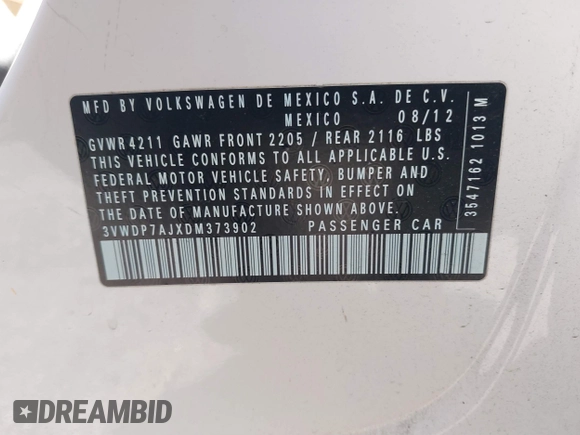 MFD BY VOLKSWAGEN DE MEXICO S.A. DE C.V.
MEXICO 08/12
GVWR 4211 GAWR FRONT 2205 / REAR 2116 LBS
THIS VEHICLE CONFORMS TO ALL APPLICABLE U.S.
FEDERAL MOTOR VEHICLE SAFETY, BUMPER AND
THEFT PREVENTION STANDARDS IN EFFECT ON
THE DATE OF MANUFACTURE SHOWN ABOVE.
3VWDP7AJXDM373902 PASSENGER CAR
3547162 1013 M
DREAMBID